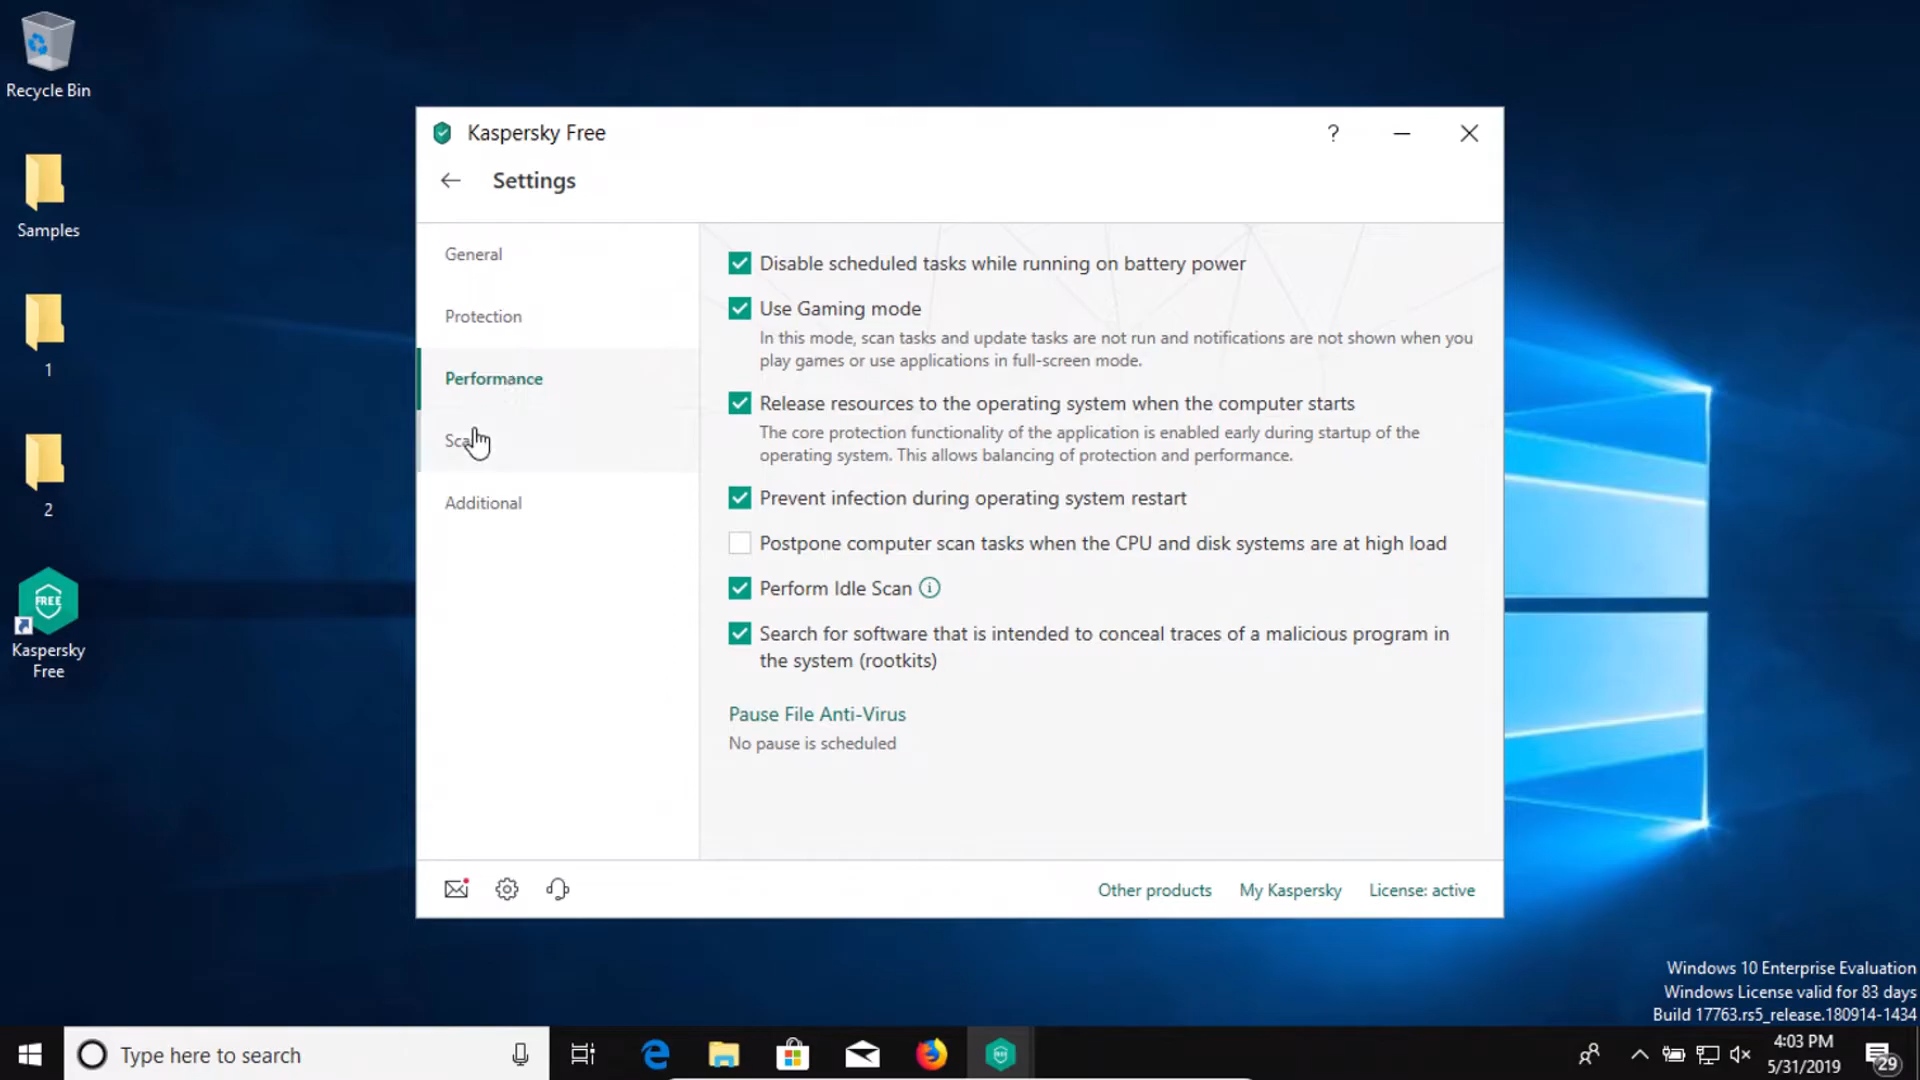 Recycle Bin
Samples
1
2
FREE
Kaspersky
Free
Kaspersky Free
?
Settings
General
Protection
Performance
Additional
Disable scheduled tasks while running on battery power
Use Gaming mode
In this mode, scan tasks and update tasks are not run and notifications are not shown when you
play games or use applications in full-screen mode.
Release resources to the operating system when the computer starts
The core protection functionality of the application is enabled early during startup of the
operating system. This allows balancing of protection and performance.
Prevent infection during operating system restart
Postpone computer scan tasks when the CPU and disk systems are at high load
Perform Idle Scan
Search for software that is intended to conceal traces of a malicious program in
the system (rootkits)
Pause File Anti-Virus
No pause is scheduled
Other products
My Kaspersky
License: active
Windows 10 Enterprise Evaluation
Windows License valid for 83 days
Build 17763.rs5_release.180914-1434
Type here to search
4:03 PM
5/31/2019
29